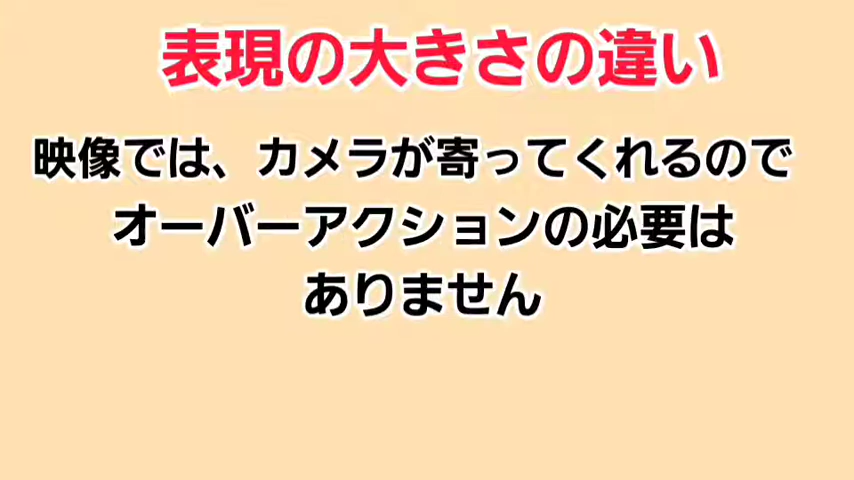 表現の大きさの違い
映像では、カメラが寄ってくれるので
オーバーアクションの必要は
ありません